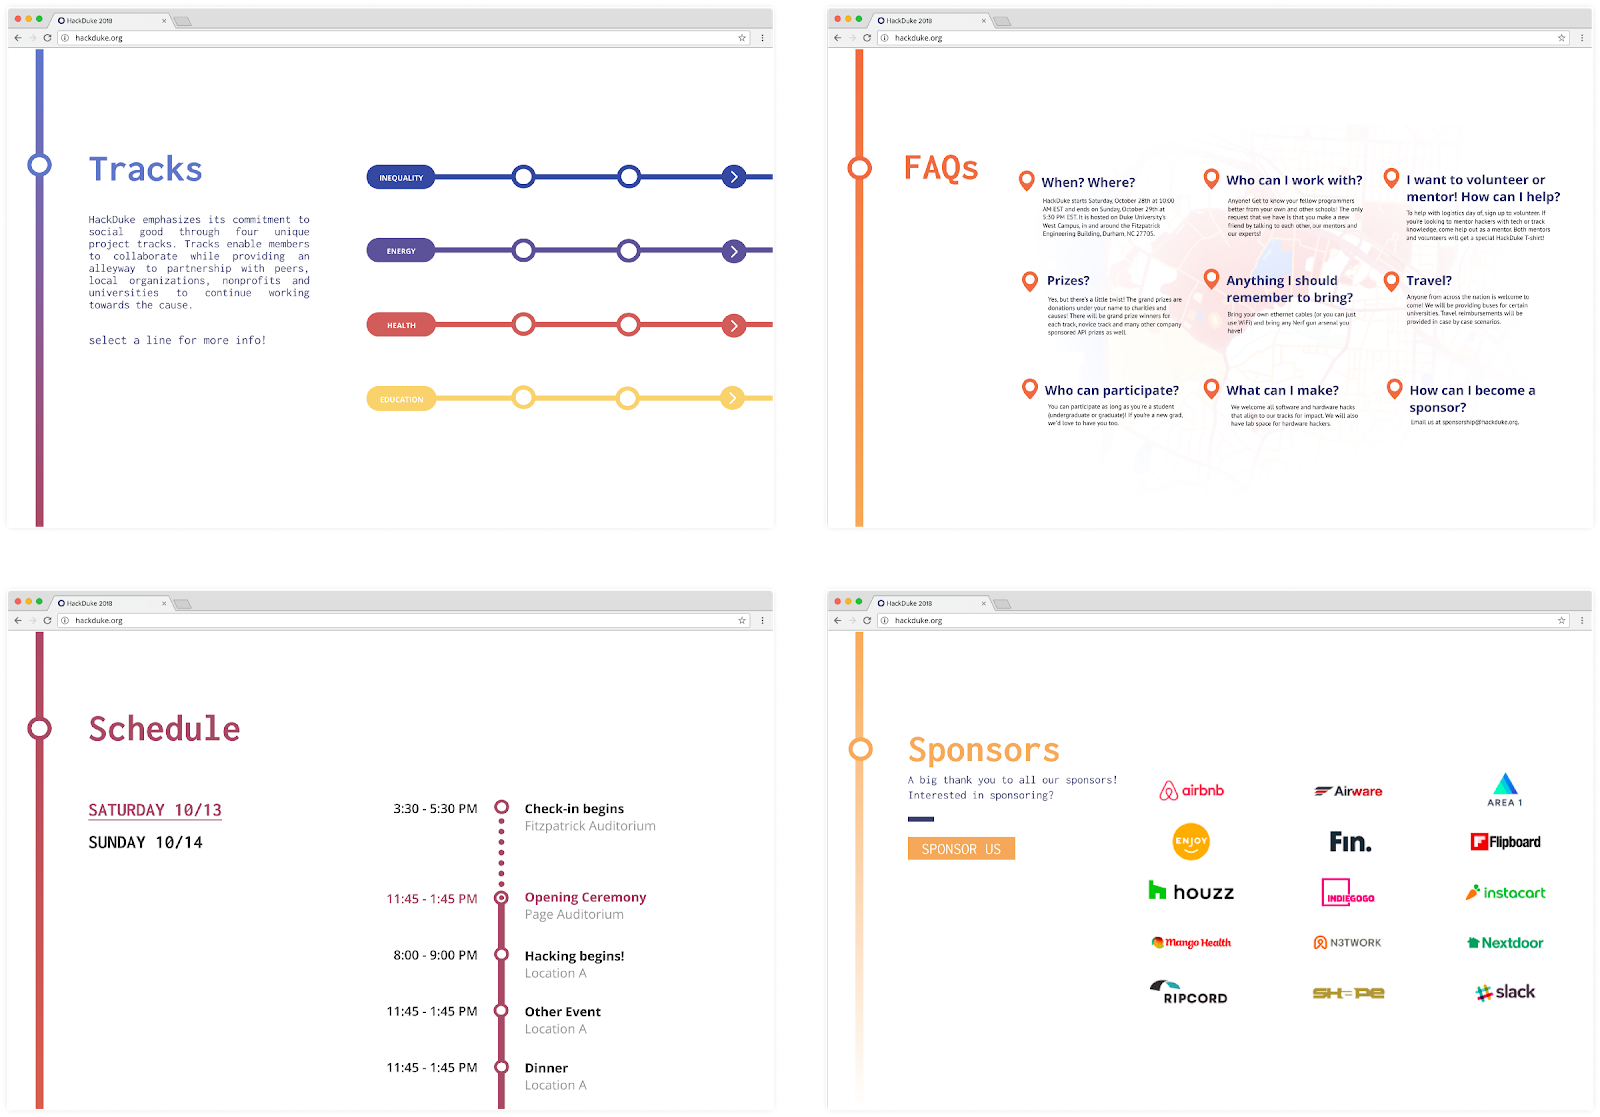 HackDuke 2018
hackduke.org
Tracks
HackDuke emphasizes its commitment to
social good through four unique
project tracks. Tracks enable members
to collaborate while providing an
alleyway to partnership with peers,
local organizations, nonprofits and
universities to continue working
towards the cause.
select a line for more info!
INEQUALITY
ENERGY
HEALTH
EDUCATION
HackDuke 2018
hackduke.org
FAQs
When? Where?
HackDuke starts Saturday, October 28th at 10:00
AM EST and ends on Sunday, October 29th at
5:30 PM EST. It is hosted on Duke University's
West Campus, in and around the Fitzpatrick
Engineering Building, Durham, NC 27705.
Who can I work with?
Anyone! Get to know your fellow programmers
better from your own and other schools! The only
request that we have is that you make a new
friend by talking to each other, our mentors and
our experts!
I want to volunteer or
mentor! How can I help?
To help with logistics day of, sign up to volunteer. If
you're looking to mentor hackers with tech or track
knowledge, come help out as a mentor. Both mentors
and volunteers will get a special HackDuke T-shirt!
Prizes?
Yes, but there's a little twist! The grand prizes are
donations under your name to charities and
causes! There will be grand prize winners for
each track, novice track and many other company
sponsored API prizes as well.
Anything I should
remember to bring?
Bring your own ethernet cables (or you can just
use WiFi) and bring any Nerf gun arsenal you
have!
Travel?
Anyone from across the nation is welcome to
come! We will be providing buses for certain
universities. Travel reimbursements will be
provided in case by case scenarios.
Who can participate?
You can participate as long as you're a student
(undergraduate or graduate)! If you're a new grad,
we'd love to have you too.
What can I make?
We welcome all software and hardware hacks
that align to our tracks for impact. We will also
have lab space for hardware hackers.
How can I become a
sponsor?
Email us at sponsorship@hackduke.org.
HackDuke 2018
hackduke.org
Schedule
SATURDAY 10/13
SUNDAY 10/14
3:30 - 5:30 PM
Check-in begins
Fitzpatrick Auditorium
11:45 - 1:45 PM
Opening Ceremony
Page Auditorium
8:00 - 9:00 PM
Hacking begins!
Location A
11:45 - 1:45 PM
Other Event
Location A
11:45 - 1:45 PM
Dinner
Location A
HackDuke 2018
hackduke.org
Sponsors
A big thank you to all our sponsors!
Interested in sponsoring?
SPONSOR US
airbnb
Airware
AREA 1
ENJOY
Fin.
Flipboard
houzz
INDIEGOGO
instacart
Mango Health
N3TWORK
Nextdoor
RIPCORD
SHAPE
slack